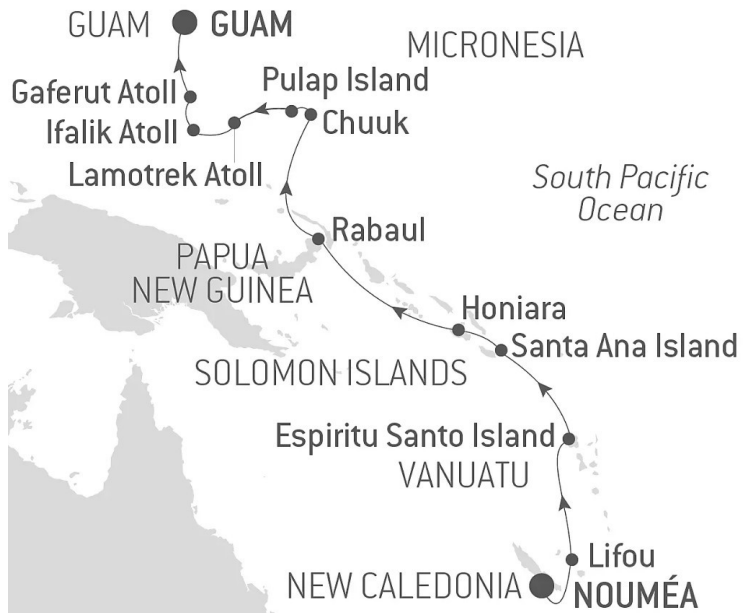 GUAM GUAM
MICRONESIA
Pulap Island
Gaferut Atoll
Chuuk
Ifalik Atoll
Lamotrek Atoll
South Pacific
Ocean
Rabaul
PAPUA
NEW GUINEA
Honiara
Santa Ana Island
SOLOMON ISLANDS
Espiritu Santo Island
VANUATU
Lifou
NEW CALEDONIA
NOUMÉA